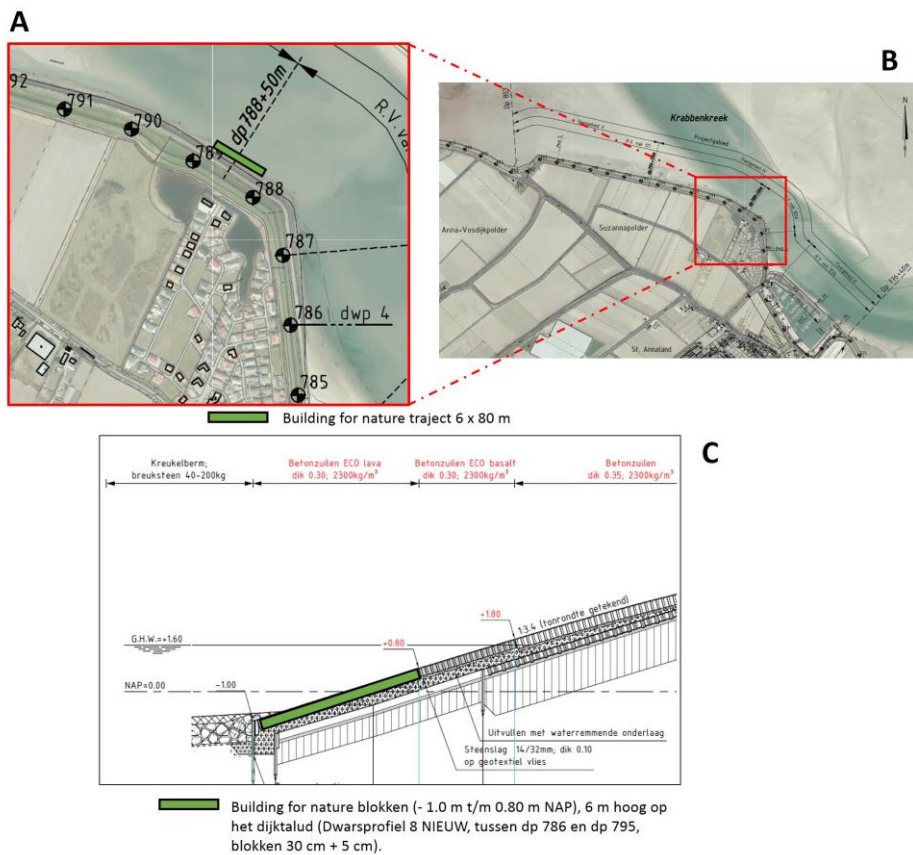 A
B
92
791
790
789
788
787
786
785
dp788+50m
R.V va
dwp 4
Krabbenkreek
Projectgebied
N
Anna-Vosdijkpolder
Suzannapolder
St. Annaland
Building for nature traject 6 x 80 m
C
Kreukelberm;
breuksteen 40-200kg
Betonzuilen ECO lava
dik 0.30; 2300kg/m³
Betonzuilen ECO basalt
dik 0.30; 2300kg/m³
Betonzuilen
dik 0.35; 2300kg/m³
+1.80
1:3.4 (tonrondte getekend)
G.H.W.=+1.60
+0.80
NAP=0.00
-1.00
Uitvullen met waterremmende onderlaag
Steenslag 14/32mm; dik 0.10
op geotextiel vlies
Building for nature blokken (- 1.0 m t/m 0.80 m NAP), 6 m hoog op
het dijktalud (Dwarsprofiel 8 NIEUW, tussen dp 786 en dp 795,
blokken 30 cm + 5 cm).